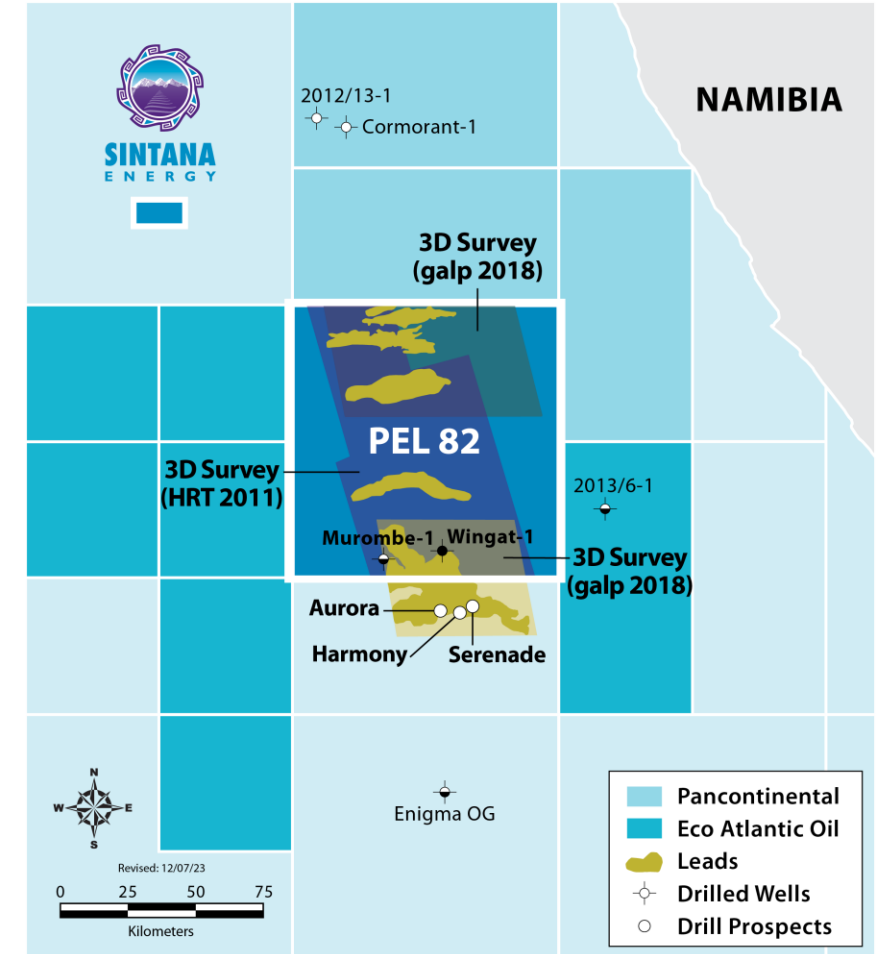 NAMIBIA
2012/13-1
Cormorant-1
SINTANA
ENERGY
3D Survey
(galp 2018)
PEL 82
3D Survey
(HRT 2011)
2013/6-1
Murombe-1
Wingat-1
3D Survey
(galp 2018)
Aurora
Harmony
Serenade
Enigma OG
N
W
E
S
Revised: 12/07/23
0 25 50 75
Kilometers
Pancontinental
Eco Atlantic Oil
Leads
Drilled Wells
Drill Prospects